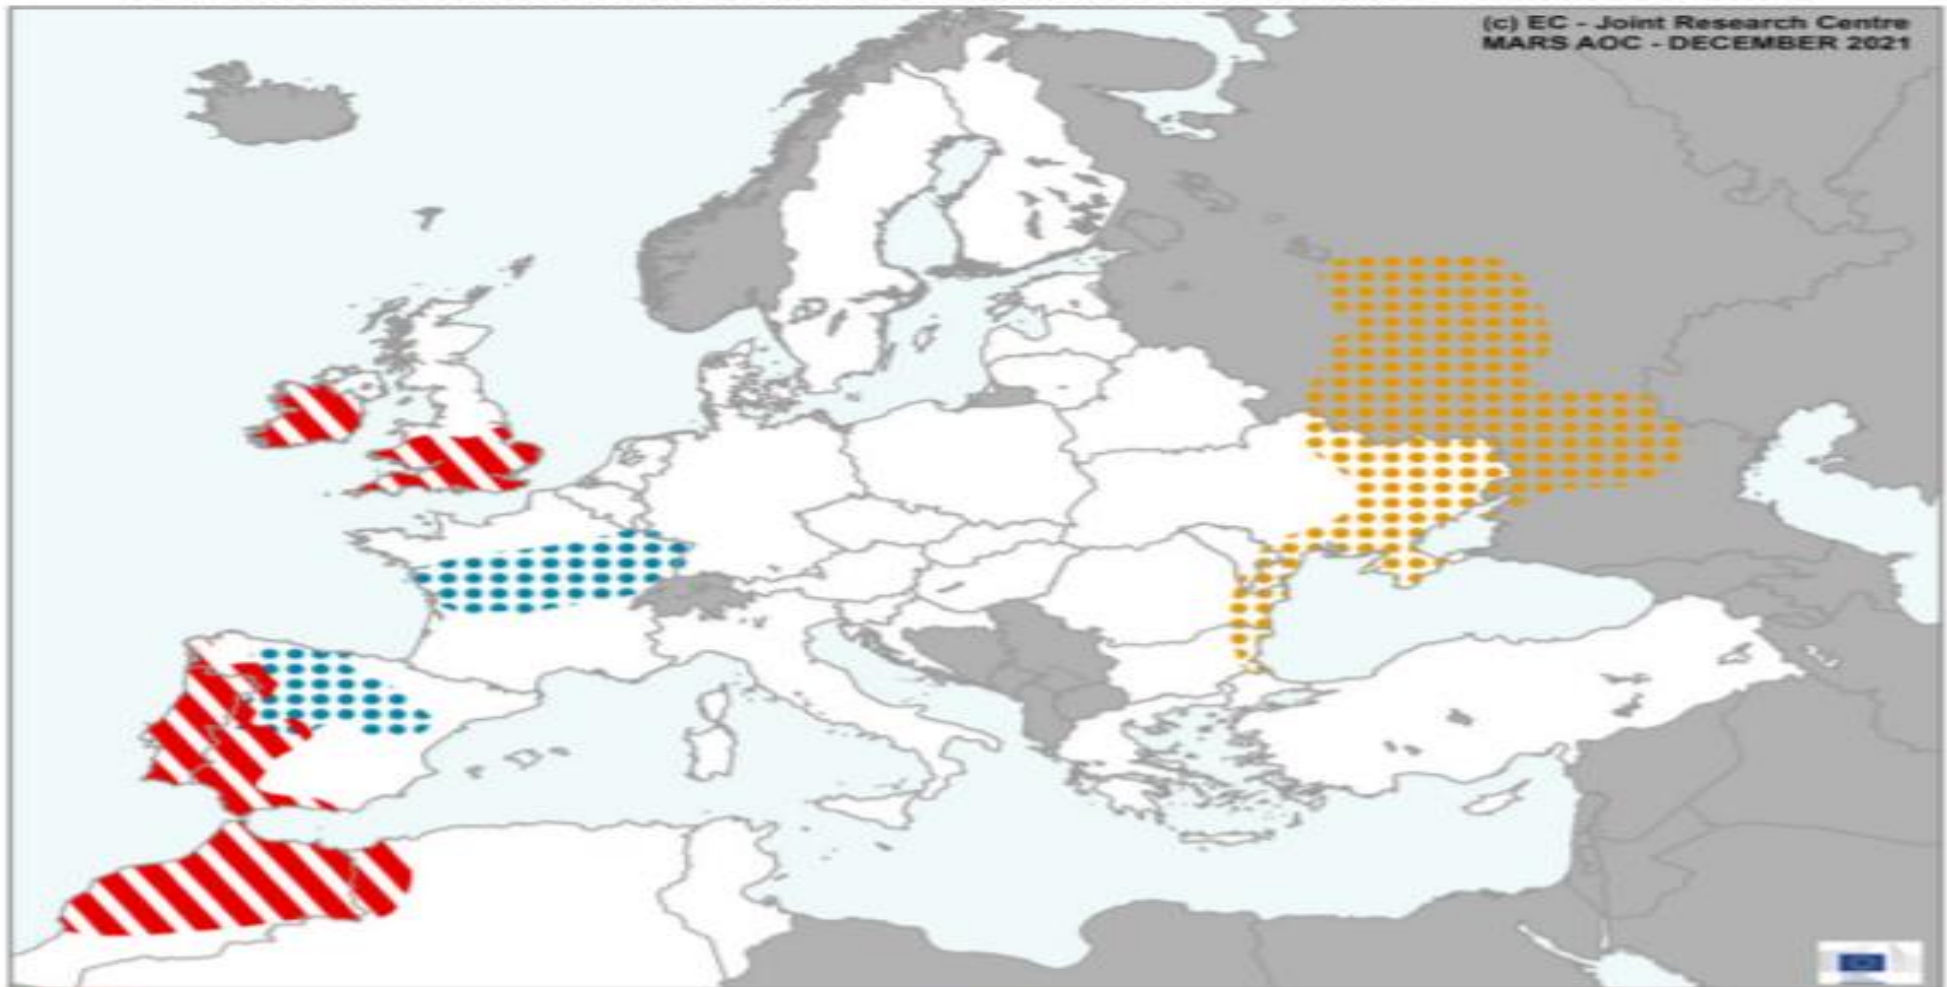 (c) EC - Joint Research Centre
MARS AOC - DECEMBER 2021